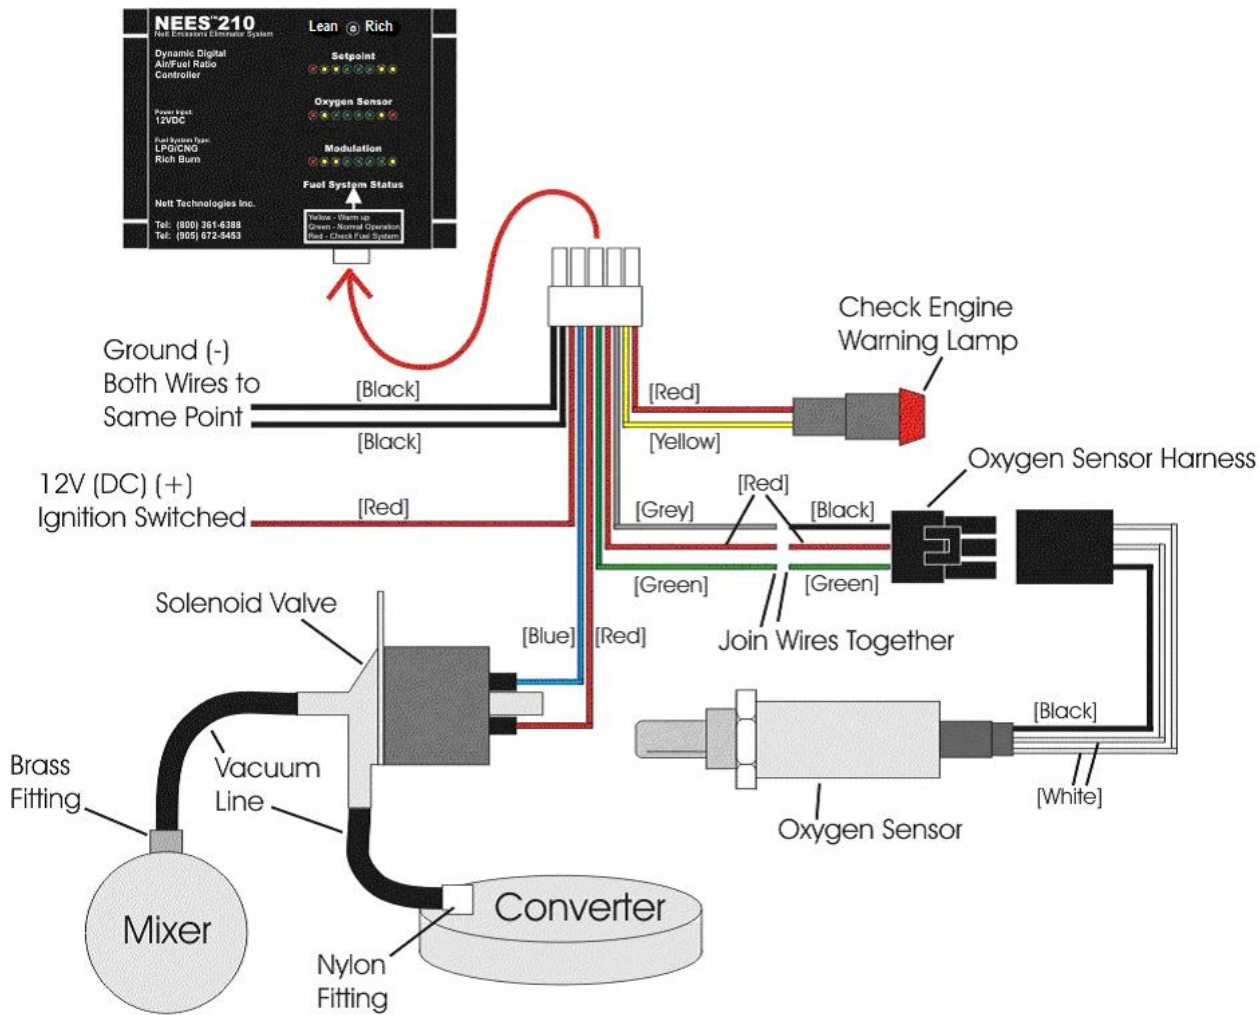 NEES™210
Nett Emissions Eliminator System
Lean Rich
Dynamic Digital
Air/Fuel Ratio
Controller
Setpoint
Oxygen Sensor
Power Input:
12VDC
Fuel System Type:
LPG/CNG
Rich Burn
Modulation
Fuel System Status
Yellow - Warm up
Green - Normal Operation
Red - Check Fuel System
Nett Technologies Inc.
Tel: (800) 361-6388
Tel: (905) 672-5453
Check Engine
Warning Lamp
Ground (-)
Both Wires to
Same Point
[Black]
[Black]
[Red]
[Yellow]
Oxygen Sensor Harness
12V (DC) (+)
Ignition Switched
[Red]
[Red]
[Grey]
[Black]
[Green]
[Green]
Join Wires Together
Solenoid Valve
[Blue]
[Red]
[Black]
[White]
Oxygen Sensor
Brass
Fitting
Vacuum
Line
Mixer
Converter
Nylon
Fitting